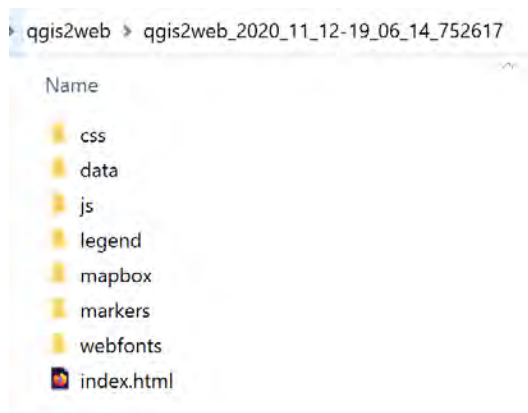 qgis2web > qgis2web_2020_11_12-19_06_14_752617
Name
css
data
js
legend
mapbox
markers
webfonts
index.html